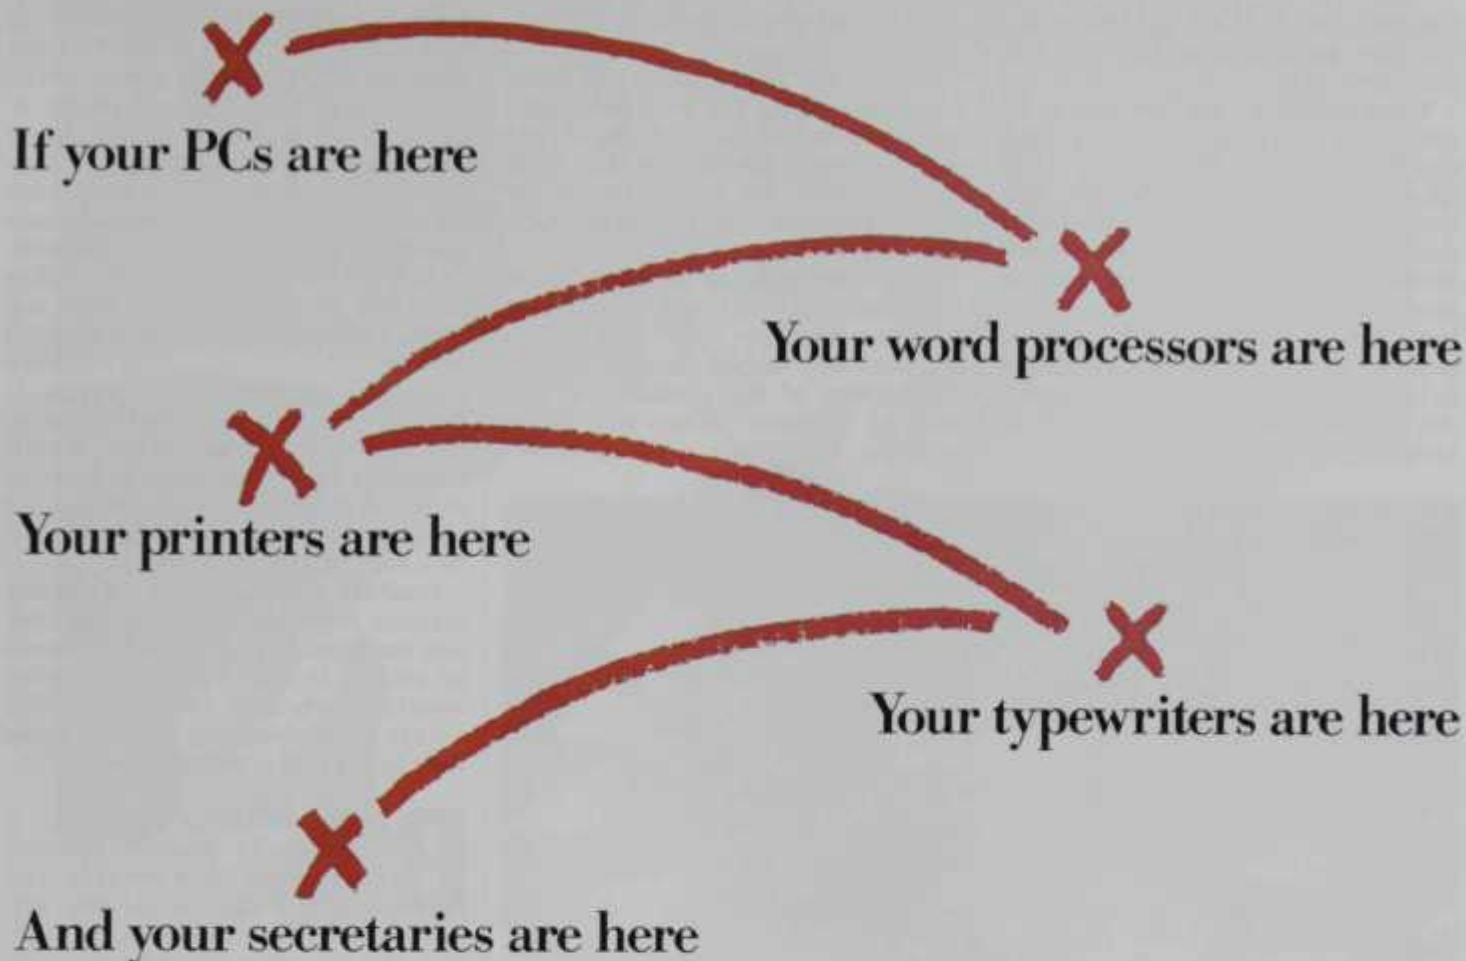 If your PCs are here
Your word processors are here
Your printers are here
Your typewriters are here
And your secretaries are here